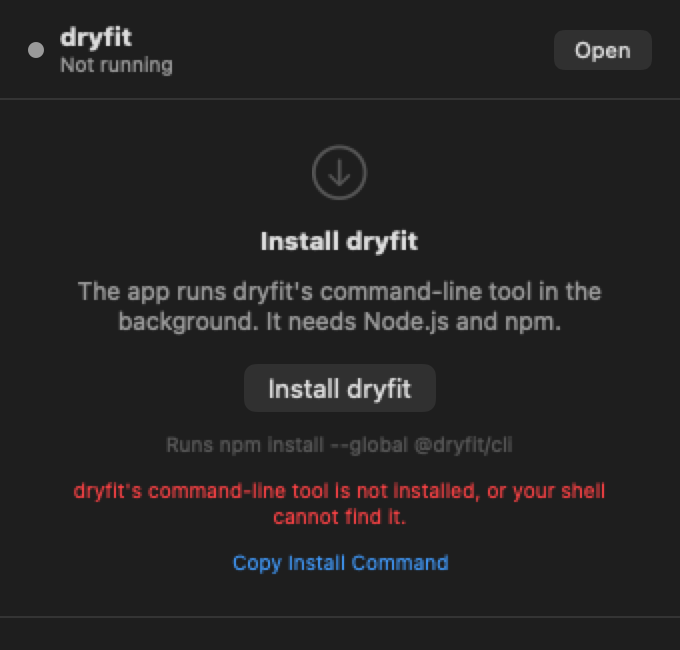 dryfit
Not running
Open
Install dryfit
The app runs dryfit's command-line tool in the
background. It needs Node.js and npm.
Install dryfit
Runs npm install --global @dryfit/cli
dryfit's command-line tool is not installed, or your shell
cannot find it.
Copy Install Command